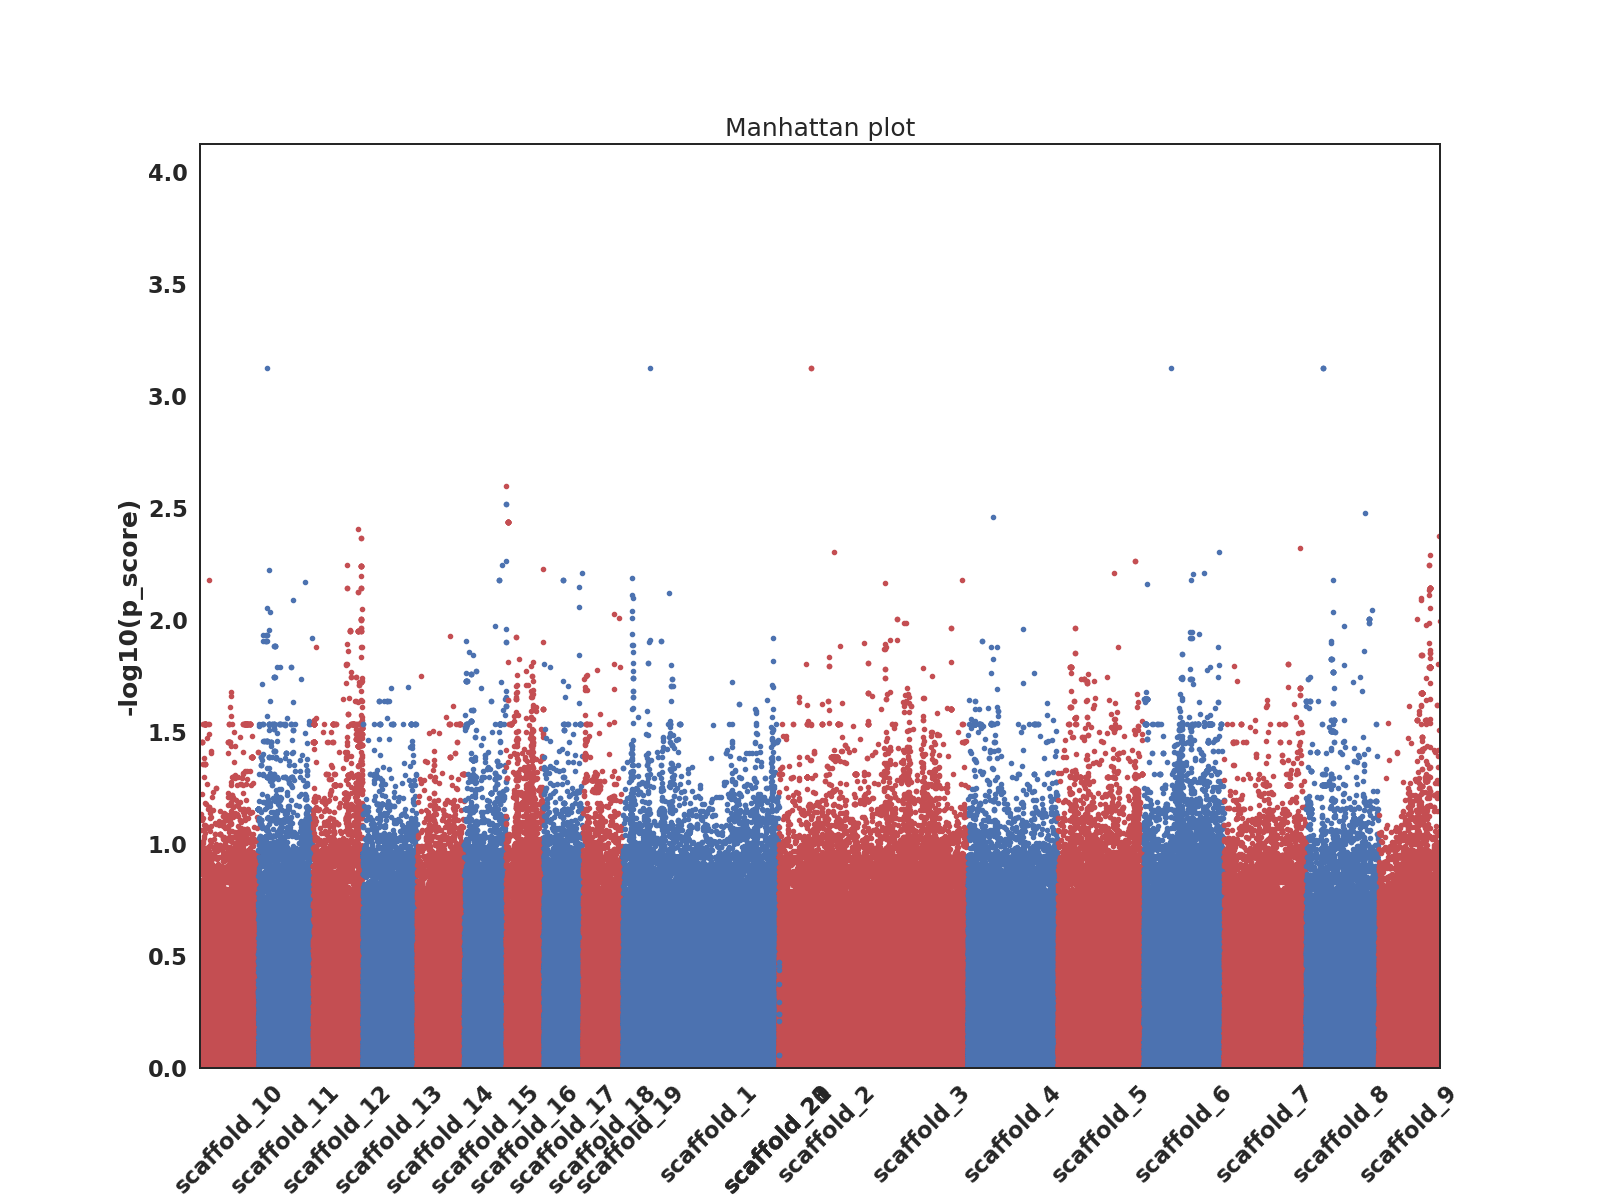 Manhattan plot
4.0
3.5
3.0
2.5
2.0
1.5
1.0
0.5
0.0
-log10(p_score)
scaffold_10
scaffold_11
scaffold_12
scaffold_13
scaffold_14
scaffold_15
scaffold_16
scaffold_17
scaffold_18
scaffold_19
scaffold_1
scaffold_2
scaffold_3
scaffold_4
scaffold_5
scaffold_6
scaffold_7
scaffold_8
scaffold_9